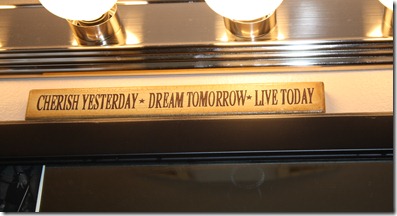 CHERISH YESTERDAY * DREAM TOMORROW * LIVE TODAY